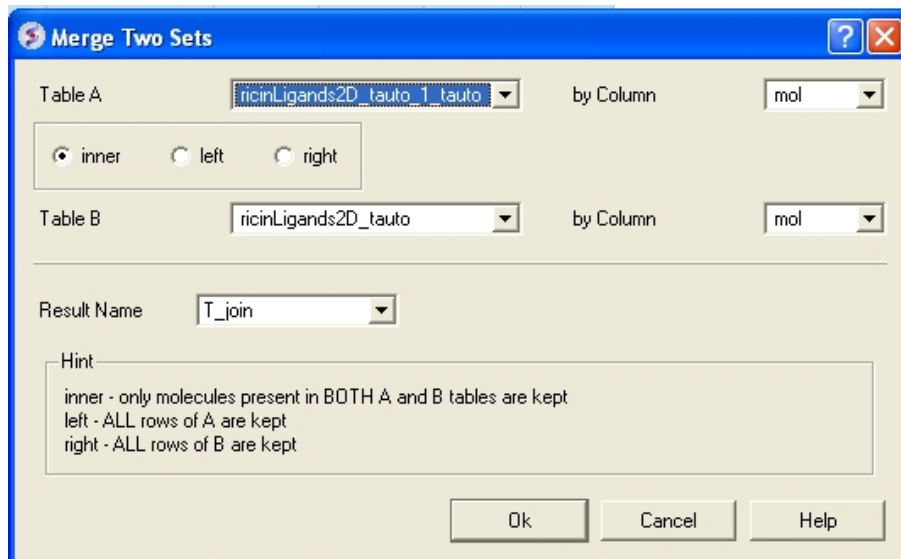 Merge Two Sets
Table A ricinLigands2D_tauto_1_tauto by Column mol
inner left right
Table B ricinLigands2D_tauto by Column mol
Result Name T_join
Hint
inner - only molecules present in BOTH A and B tables are kept
left - ALL rows of A are kept
right - ALL rows of B are kept
Ok Cancel Help